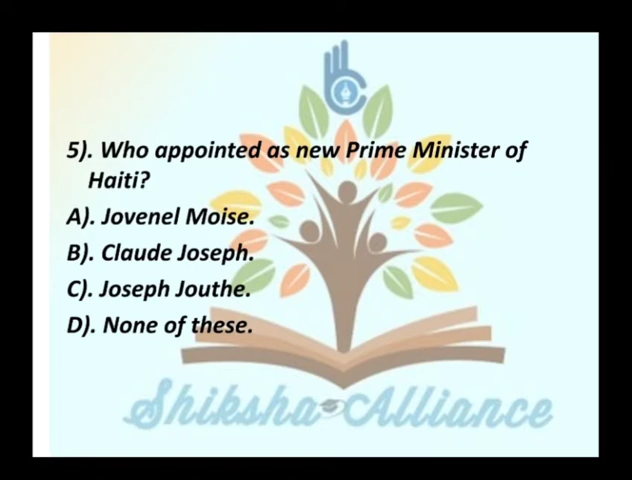 5). Who appointed as new Prime Minister of
Haiti?
A). Jovenel Moise.
B). Claude Joseph.
C). Joseph Jouthe.
D). None of these.
Shiksha Alliance